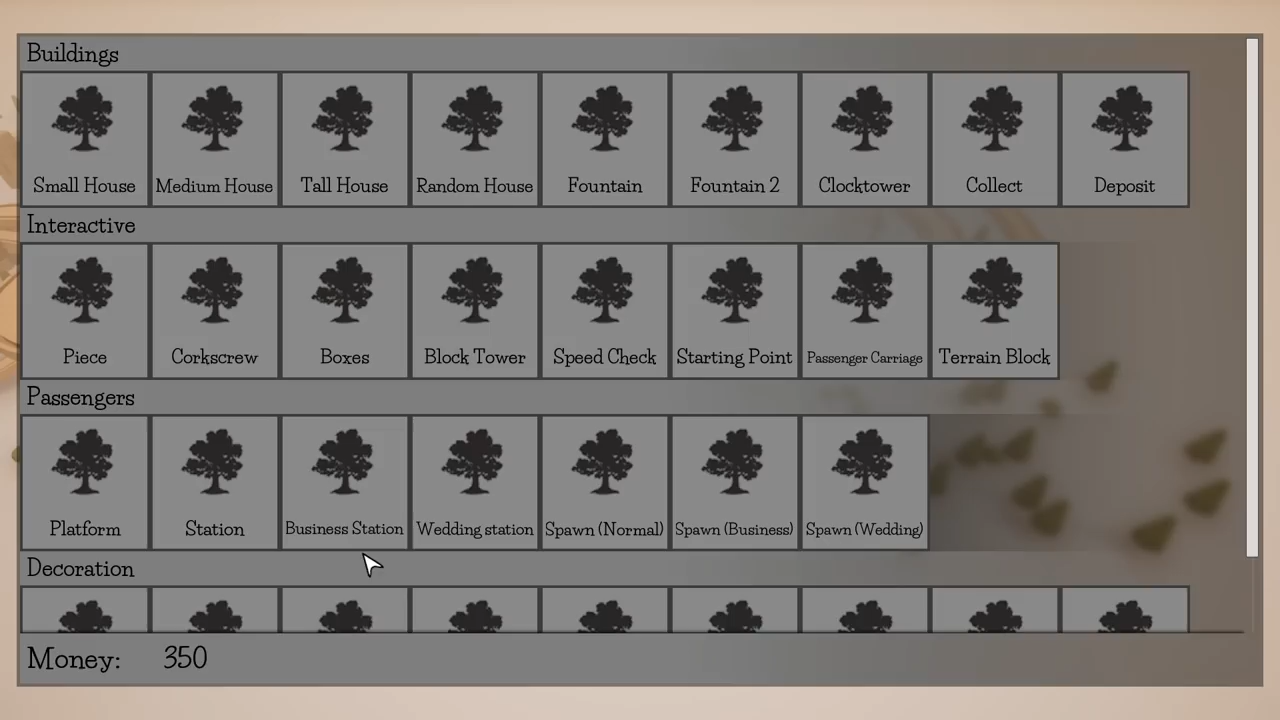 Buildings
Small House Medium House Tall House Random House Fountain Fountain 2 Clocktower Collect Deposit
Interactive
Piece Corkscrew Boxes Block Tower Speed Check Starting Point Passenger Carriage Terrain Block
Passengers
Platform Station Business Station Wedding station Spawn (Normal) Spawn (Business) Spawn (Wedding)
Decoration
Money: 350